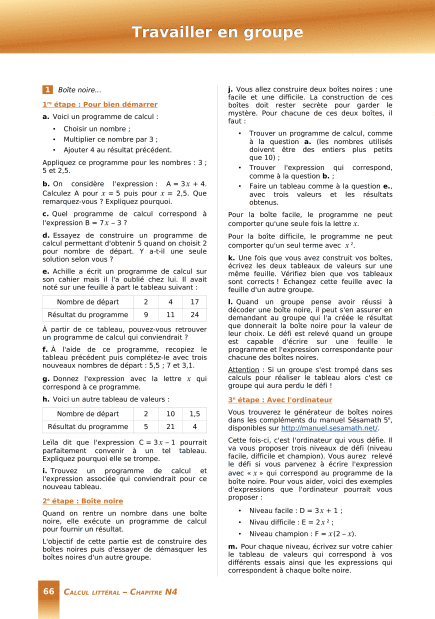 Travailler en groupe
1 Boîte noire...
1re étape : Pour bien démarrer
a. Voici un programme de calcul :
• Choisir un nombre ;
• Multiplier ce nombre par 3 ;
• Ajouter 4 au résultat précédent.
Appliquez ce programme pour les nombres : 3 ;
5 et 2,5.
b. On considère l'expression : A = 3x + 4.
Calculez A pour x = 5 puis pour x = 2,5. Que
remarquez-vous ? Expliquez pourquoi.
c. Quel programme de calcul correspond à
l'expression B = 7x – 3 ?
d. Essayez de construire un programme de
calcul permettant d'obtenir 5 quand on choisit 2
pour nombre de départ. Y a-t-il une seule
solution selon vous ?
e. Achille a écrit un programme de calcul sur
son cahier mais il l'a oublié chez lui. Il avait
noté sur une feuille à part le tableau suivant :
Nombre de départ 2 4 17
Résultat du programme 9 11 24
À partir de ce tableau, pouvez-vous retrouver
un programme de calcul qui conviendrait ?
f. À l'aide de ce programme, recopiez le
tableau précédent puis complétez-le avec trois
nouveaux nombres de départ : 5,5 ; 7 et 3,1.
g. Donnez l'expression avec la lettre x qui
correspond à ce programme.
h. Voici un autre tableau de valeurs :
Nombre de départ 2 10 1,5
Résultat du programme 5 21 4
Leïla dit que l'expression C = 3x – 1 pourrait
parfaitement convenir à un tel tableau.
Expliquez pourquoi elle se trompe.
i. Trouvez un programme de calcul et
l'expression associée qui conviendrait pour ce
nouveau tableau.
2e étape : Boîte noire
Quand on rentre un nombre dans une boîte
noire, elle exécute un programme de calcul
pour fournir un résultat.
L'objectif de cette partie est de construire des
boîtes noires puis d'essayer de démasquer les
boîtes noires d'un autre groupe.
j. Vous allez construire deux boîtes noires : une
facile et une difficile. La construction de ces
boîtes doit rester secrète pour garder le
mystère. Pour chacune de ces deux boîtes, il
faut :
• Trouver un programme de calcul, comme
à la question a. (les nombres utilisés
doivent être des entiers plus petits
que 10) ;
• Trouver l'expression qui correspond,
comme à la question b. ;
• Faire un tableau comme à la question e.,
avec trois valeurs et les résultats
obtenus.
Pour la boîte facile, le programme ne peut
comporter qu'une seule fois la lettre x.
Pour la boîte difficile, le programme ne peut
comporter qu'un seul terme avec x².
k. Une fois que vous avez construit vos boîtes,
écrivez les deux tableaux de valeurs sur une
même feuille. Vérifiez bien que vos tableaux
sont corrects ! Échangez cette feuille avec la
feuille d'un autre groupe.
l. Quand un groupe pense avoir réussi à
décoder une boîte noire, il peut s'en assurer en
demandant au groupe qui l'a créée le résultat
que donnerait la boîte noire pour la valeur de
leur choix. Le défi est relevé quand un groupe
est capable d'écrire sur une feuille le
programme et l'expression correspondante pour
chacune des boîtes noires.
Attention : Si un groupe s'est trompé dans ses
calculs pour réaliser le tableau alors c'est ce
groupe qui aura perdu le défi !
3e étape : Avec l'ordinateur
Vous trouverez le générateur de boîtes noires
dans les compléments du manuel Sésamath 5e,
disponibles sur http://manuel.sesamath.net/.
Cette fois-ci, c'est l'ordinateur qui vous défie. Il
va vous proposer trois niveaux de défi (niveau
facile, difficile et champion). Vous aurez relevé
le défi si vous parvenez à écrire l'expression
avec « x » qui correspond au programme de la
boîte noire. Pour vous aider, voici des exemples
d'expressions que l'ordinateur pourrait vous
proposer :
• Niveau facile : D = 3x + 1 ;
• Nivau difficile : E = 2x² ;
• Niveau champion : F = x(2 – x).
m. Pour chaque niveau, écrivez sur votre cahier
le tableau de valeurs qui correspond à vos
différents essais ainsi que les expressions qui
correspondent à chaque boîte noire.
66 Calcul littéral – Chapitre N4